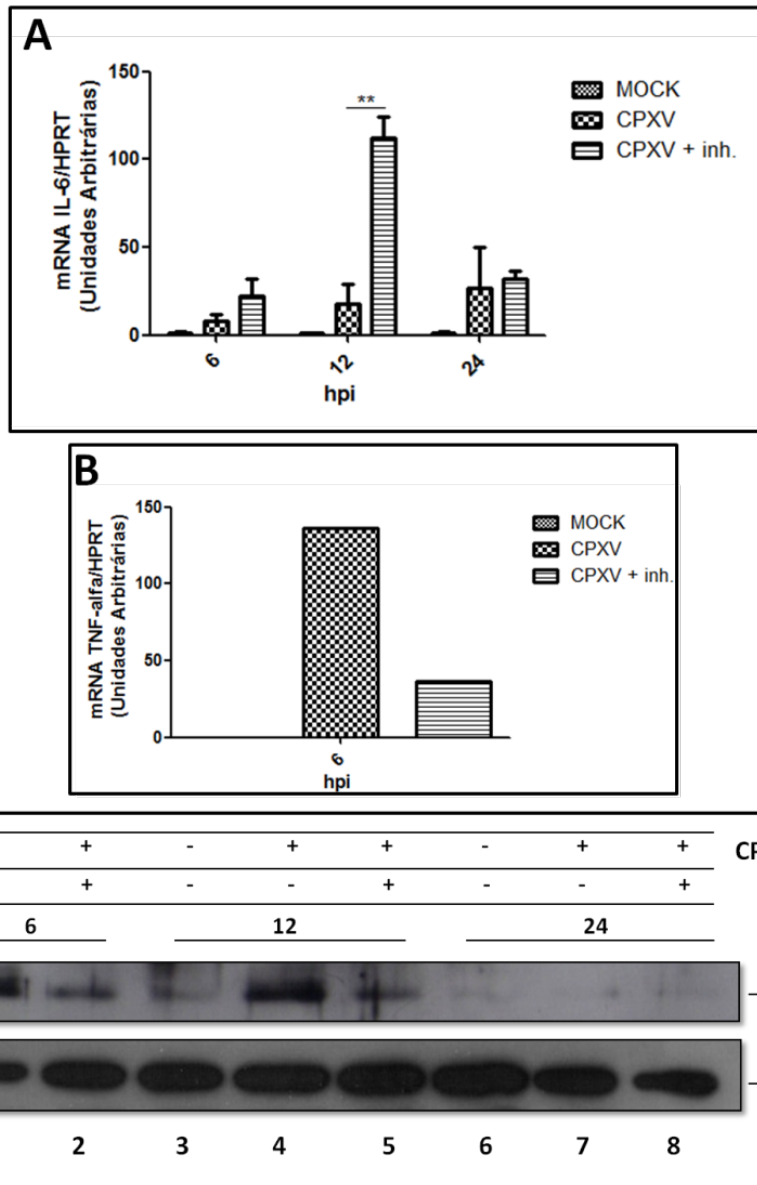 A
mRNA IL-6/HPRT
(Unidades Arbitrárias)
150
100
50
0
**
6
12
24
hpi
MOCK
CPXV
CPXV + inh.
B
mRNA TNF-alfa/HPRT
(Unidades Arbitrárias)
150
100
50
0
6
hpi
MOCK
CPXV
CPXV + inh.
+ - + + - + + CP
+ - - + - - +
6 12 24
2 3 4 5 6 7 8